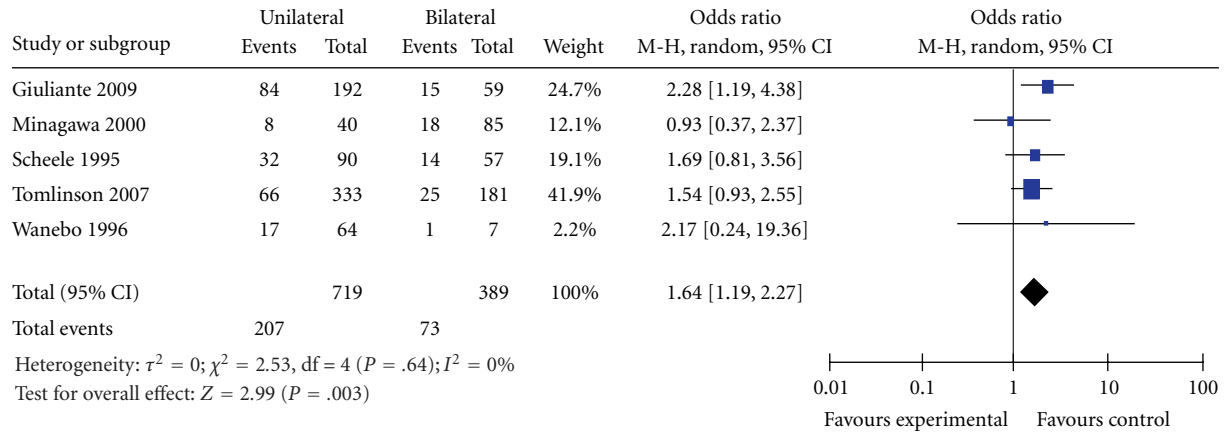 Unilateral Bilateral Odds ratio Odds ratio
Study or subgroup Events Total Events Total Weight M-H, random, 95% CI M-H, random, 95% CI
Giuliante 2009 84 192 15 59 24.7% 2.28 [1.19, 4.38]
Minagawa 2000 8 40 18 85 12.1% 0.93 [0.37, 2.37]
Scheele 1995 32 90 14 57 19.1% 1.69 [0.81, 3.56]
Tomlinson 2007 66 333 25 181 41.9% 1.54 [0.93, 2.55]
Wanebo 1996 17 64 1 7 2.2% 2.17 [0.24, 19.36]
Total (95% CI) 719 389 100% 1.64 [1.19, 2.27]
Total events 207 73
Heterogeneity: τ² = 0; χ² = 2.53, df = 4 (P = .64); I² = 0%
Test for overall effect: Z = 2.99 (P = .003)
0.01 0.1 1 10 100
Favours experimental Favours control